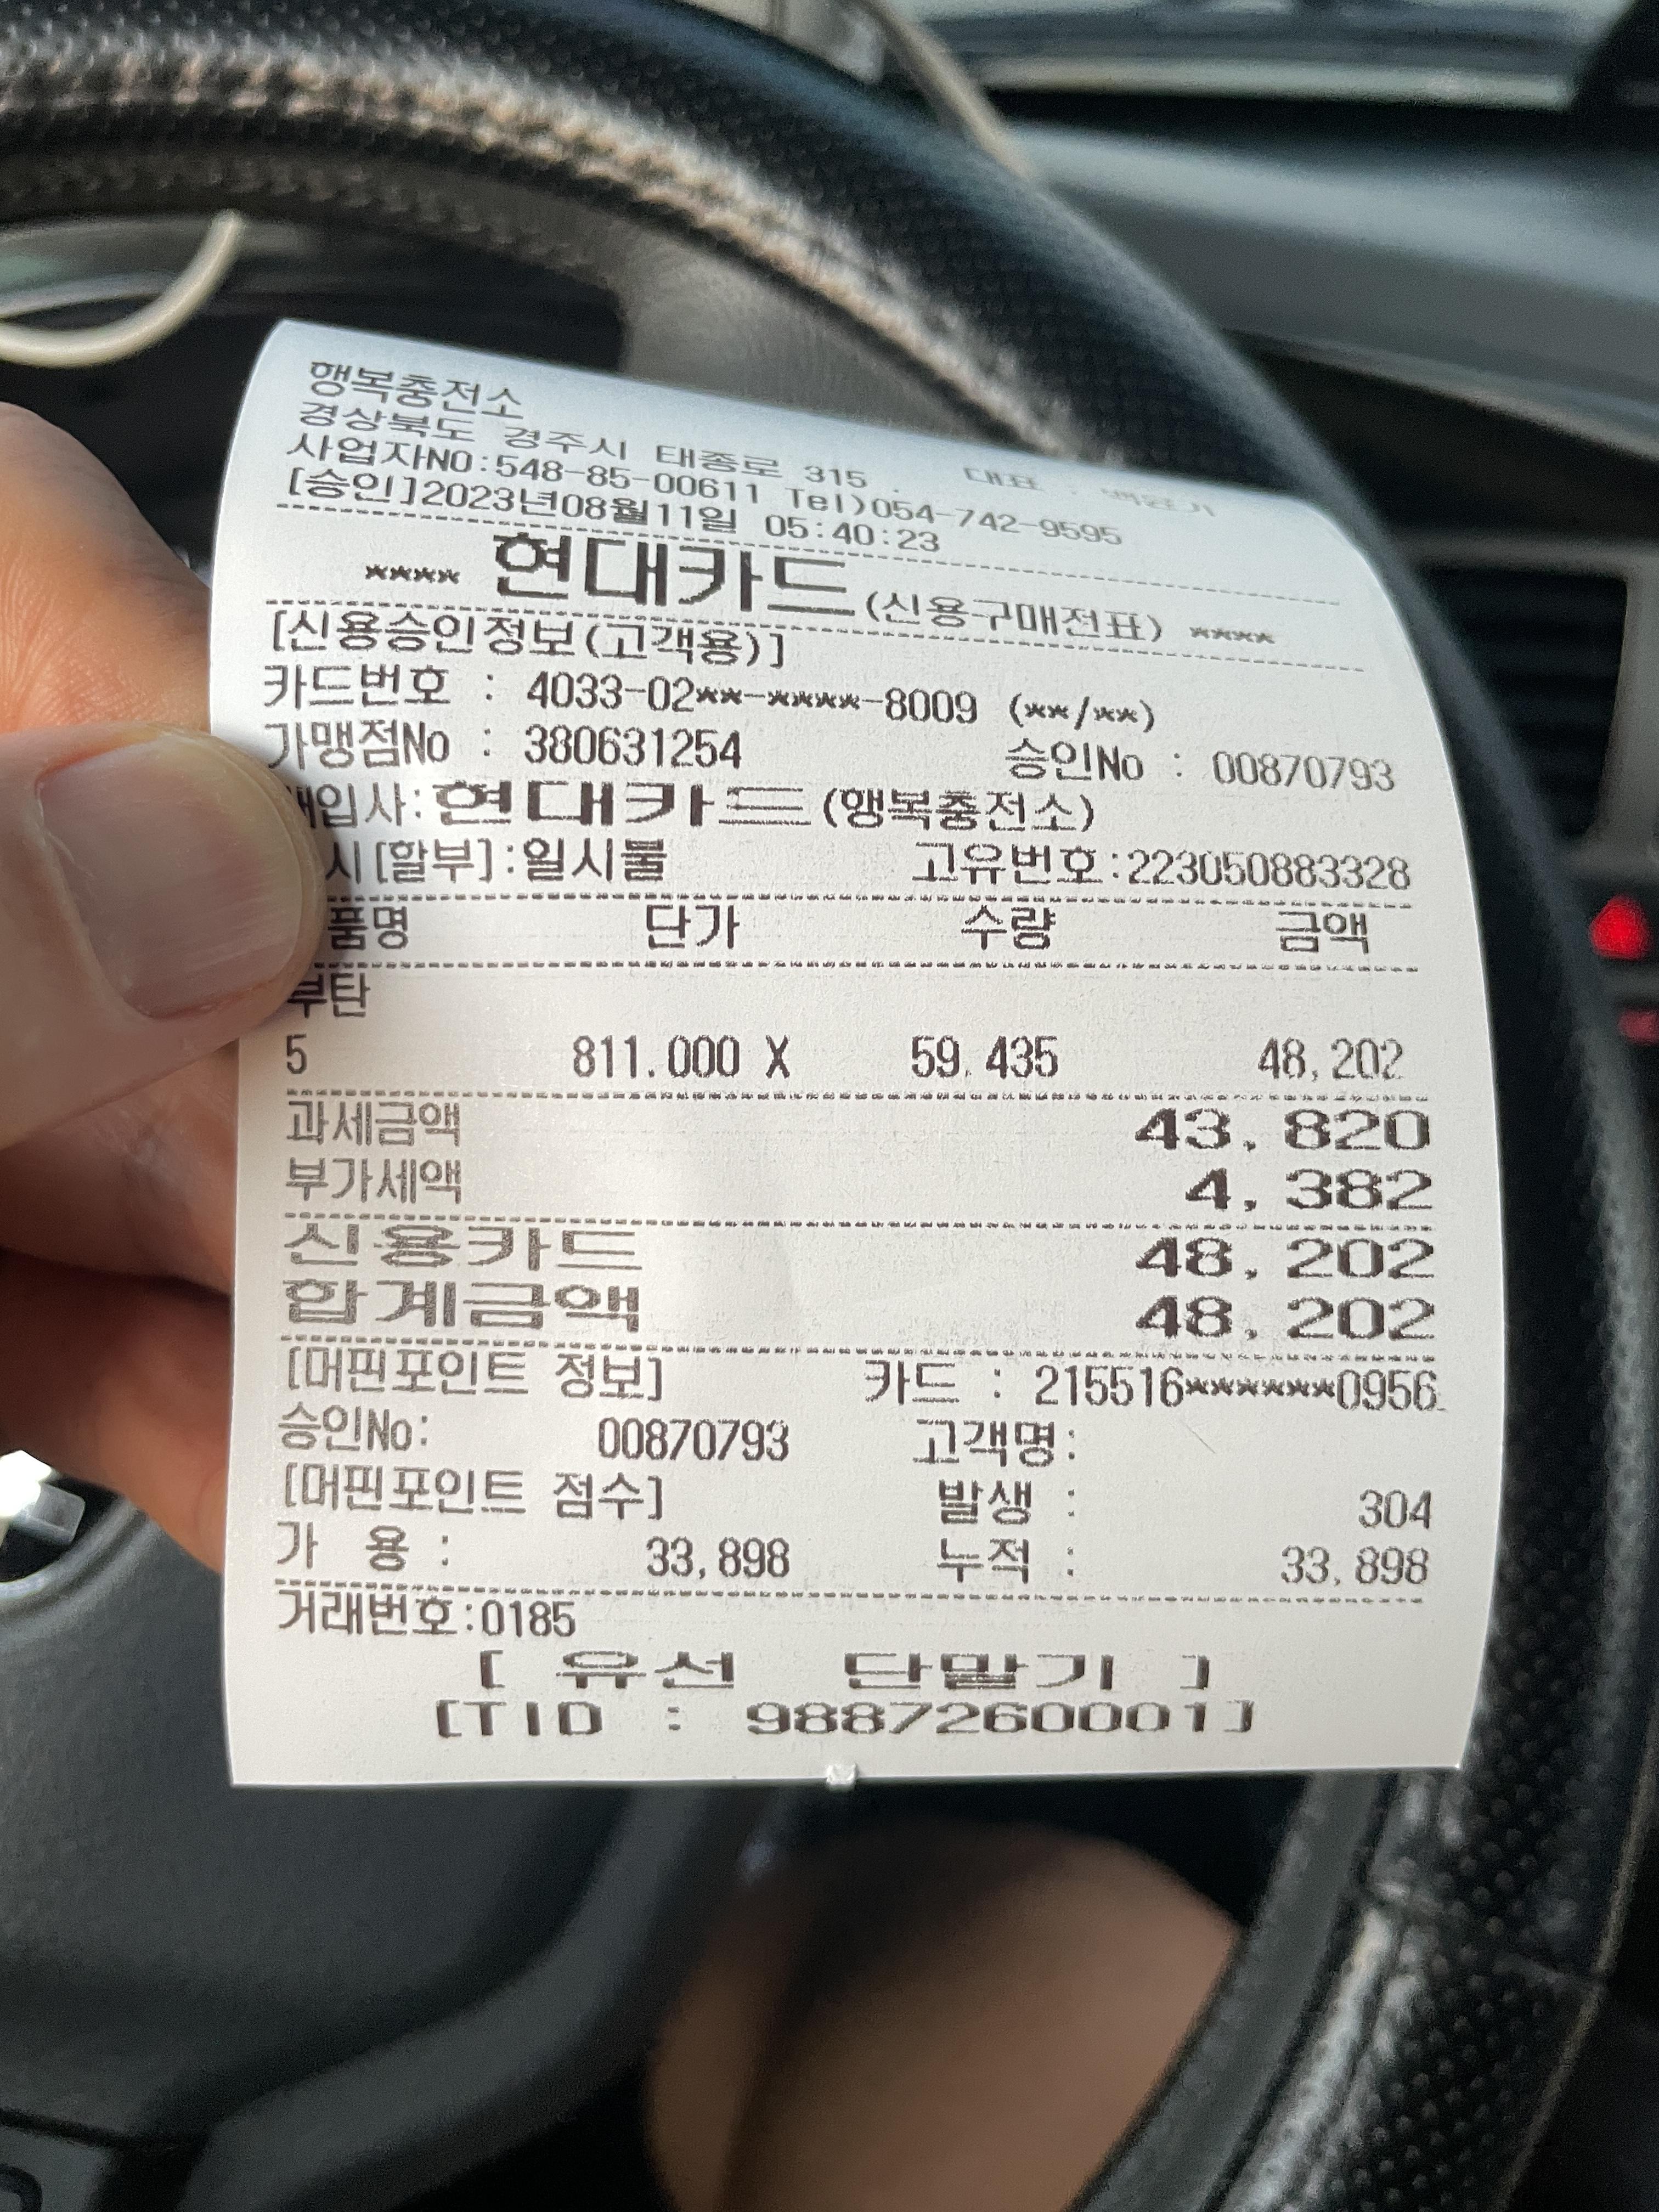 행복충전소
경상북도 경주시 태종로 315 . 대표 :
사업자NO:548-85-00611 Tel)054-742-9595
[승인]2023년08월11일 05:40:23
**** 현대카드(신용구매전표) ****
[신용승인정보(고객용)]
카드번호 : 4033-02**-****-8009 (**/**)
가맹점No : 380631254 승인No : 00870793
매입사:현대카드(행복충전소)
시[할부]:일시불 고유번호:223050883328
품명 단가 수량 금액
부탄
5 811.000 X 59.435 48,202
과세금액 43,820
부가세액 4,382
신용카드 48,202
합계금액 48,202
[머핀포인트 정보] 카드 : 215516******0956
승인No: 00870793 고객명:
[머핀포인트 점수] 발생 : 304
가 용 : 33,898 누적 : 33,898
거래번호:0185
[ 유선 단말기 ]
[TID : 9887260001]